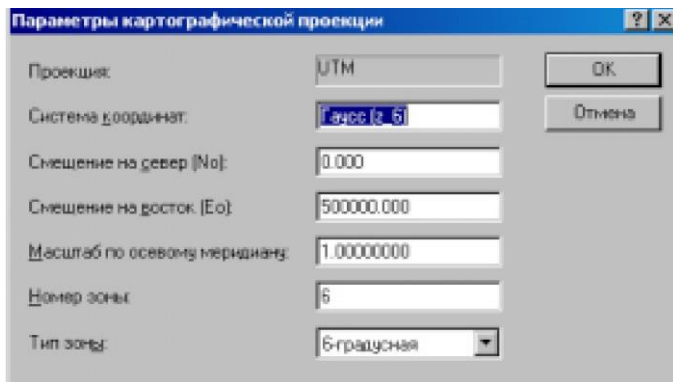 Параметры картографической проекции
Проекция: UTM OK
Система координат: Гаусс (z_6) Отмена
Смещение на север (No): 0.000
Смещение на восток (Eo): 500000.000
Масштаб по осевому меридиану: 1.00000000
Номер зоны: 6
Тип зоны: 6-градусная